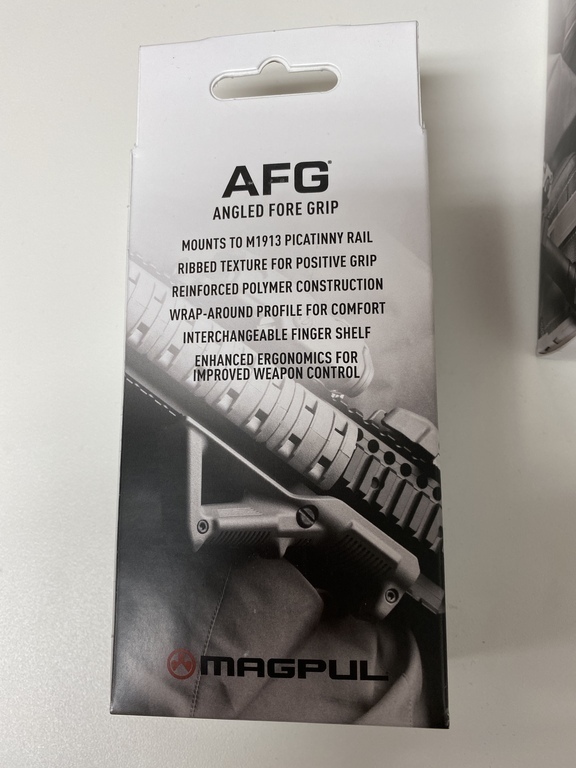 AFG®
ANGLED FORE GRIP
MOUNTS TO M1913 PICATINNY RAIL
RIBBED TEXTURE FOR POSITIVE GRIP
REINFORCED POLYMER CONSTRUCTION
WRAP-AROUND PROFILE FOR COMFORT
INTERCHANGEABLE FINGER SHELF
ENHANCED ERGONOMICS FOR
IMPROVED WEAPON CONTROL
MAGPUL